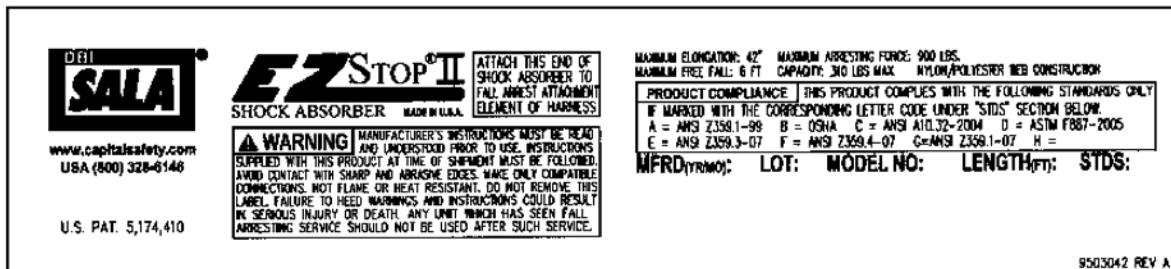 DBI
SALA
www.capitalsafety.com
USA (800) 328-6146
U.S. PAT. 5,174,410
EZ STOP® II
SHOCK ABSORBER MADE IN U.S.A.
ATTACH THIS END OF
SHOCK ABSORBER TO
FALL ARREST ATTACHMENT
ELEMENT OF HARNESS
⚠ WARNING MANUFACTURER'S INSTRUCTIONS MUST BE READ
AND UNDERSTOOD PRIOR TO USE. INSTRUCTIONS
SUPPLIED WITH THIS PRODUCT AT TIME OF SHIPMENT MUST BE FOLLOWED.
AVOID CONTACT WITH SHARP AND ABRASIVE EDGES. MAKE ONLY COMPATIBLE
CONNECTIONS. NOT FLAME OR HEAT RESISTANT. DO NOT REMOVE THIS
LABEL. FAILURE TO HEED WARNINGS AND INSTRUCTIONS COULD RESULT
IN SERIOUS INJURY OR DEATH. ANY UNIT WHICH HAS SEEN FALL
ARRESTING SERVICE SHOULD NOT BE USED AFTER SUCH SERVICE.
MAXIMUM ELONGATION: 42" MAXIMUM ARRESTING FORCE: 900 LBS.
MAXIMUM FREE FALL: 6 FT CAPACITY: 310 LBS MAX NYLON/POLYESTER WEB CONSTRUCTION
PRODUCT COMPLIANCE THIS PRODUCT COMPLIES WITH THE FOLLOWING STANDARDS ONLY
IF MARKED WITH THE CORRESPONDING LETTER CODE UNDER "STDS" SECTION BELOW.
A = ANSI Z359.1-99 B = OSHA C = ANSI A10.32-2004 D = ASTM F887-2005
E = ANSI Z359.3-07 F = ANSI Z359.4-07 G=ANSI Z359.1-07 H =
MFRD(YR/MO): LOT: MODEL NO: LENGTH(FT): STDS:
9503042 REV A